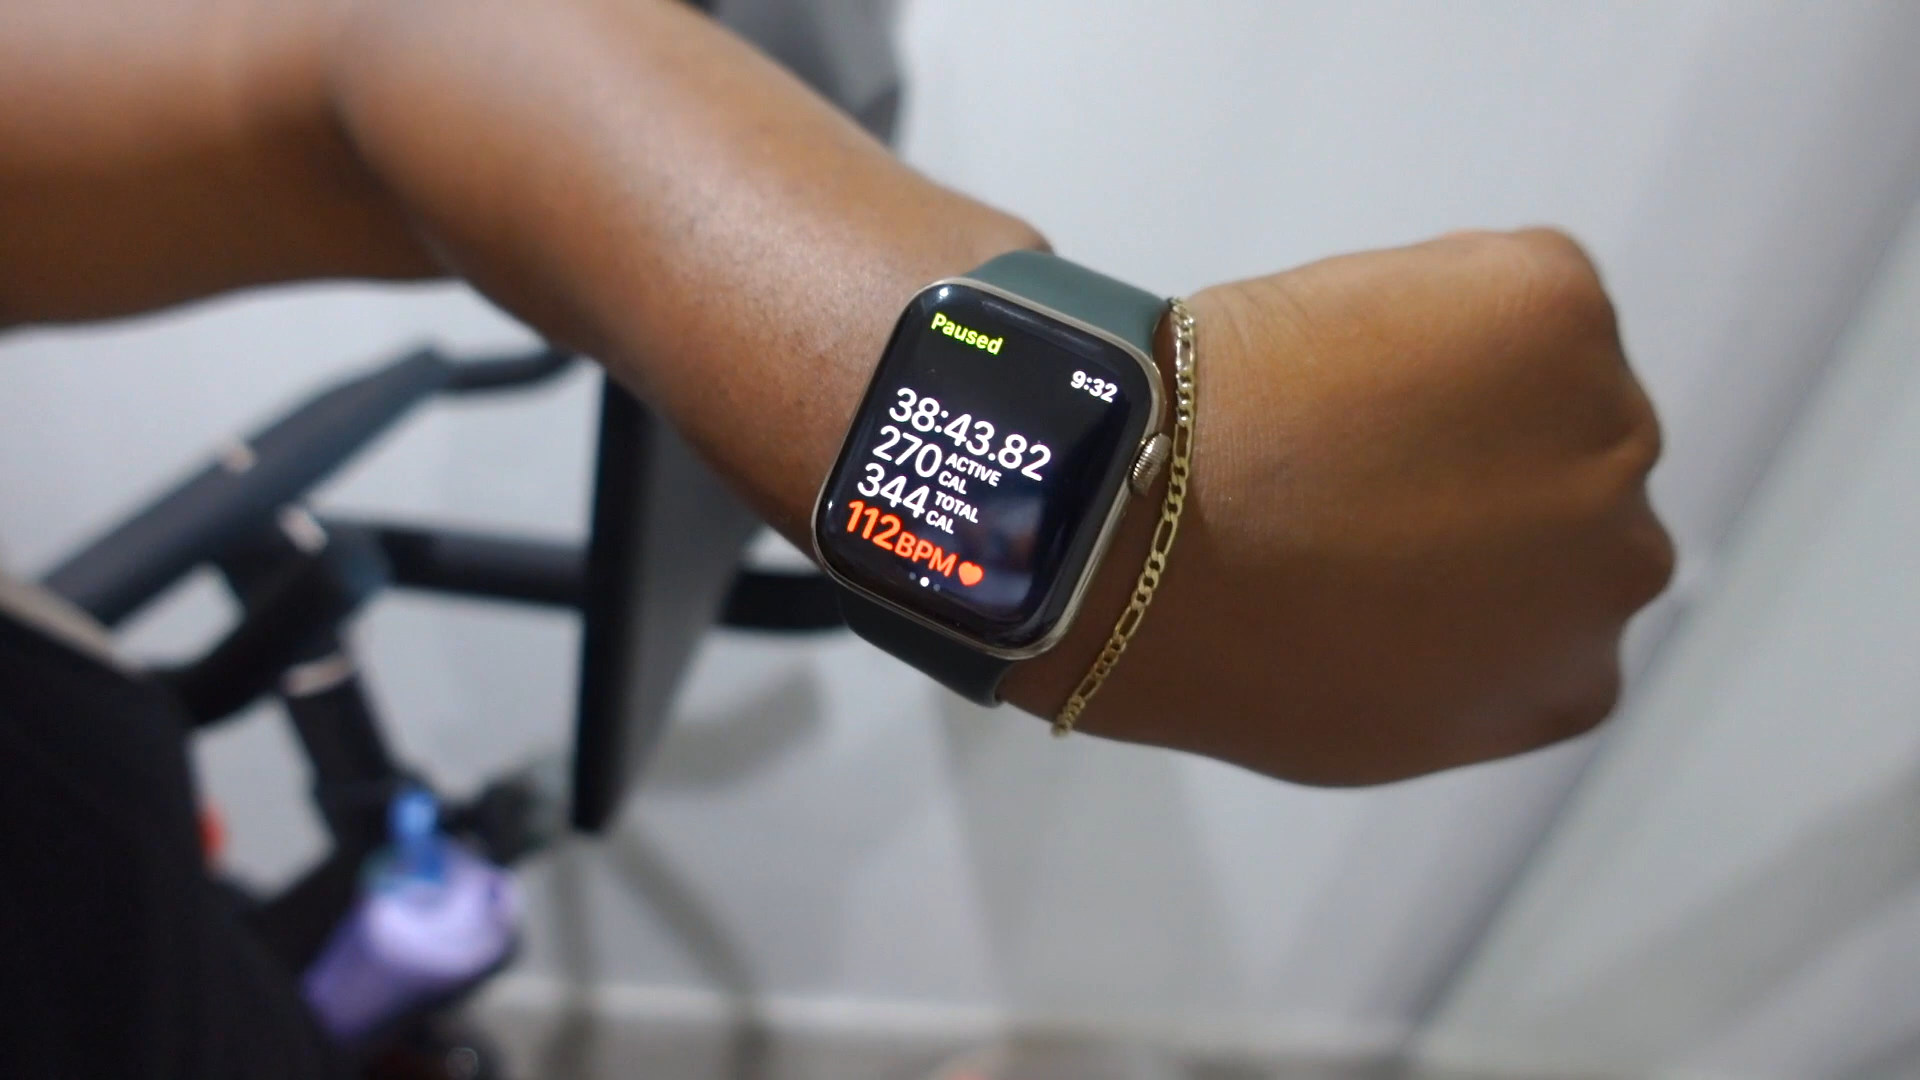 Paused
9:32
38:43.82
270 ACTIVE CAL
344 TOTAL CAL
112BPM